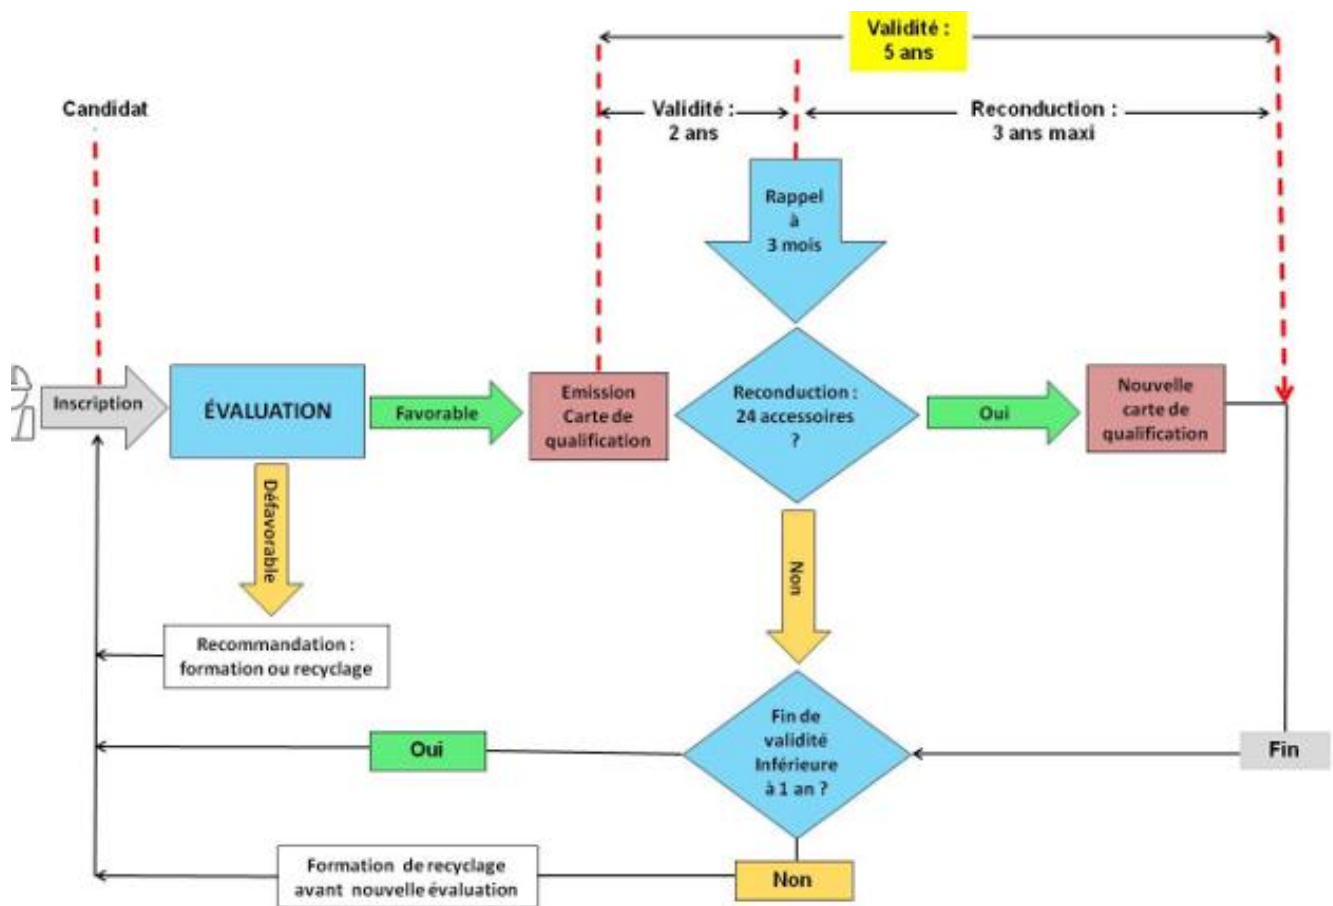 Validité :
5 ans
Candidat
Validité :
2 ans
Reconduction :
3 ans maxi
Rappel
à
3 mois
Inscription
ÉVALUATION
Favorable
Emission
Carte de
qualification
Reconduction :
24 accessoires
?
Oui
Nouvelle
carte de
qualification
Défavorable
Non
Recommandation :
formation ou recyclage
Fin de
validité
Inférieure
à 1 an ?
Oui
Fin
Formation de recyclage
avant nouvelle évaluation
Non